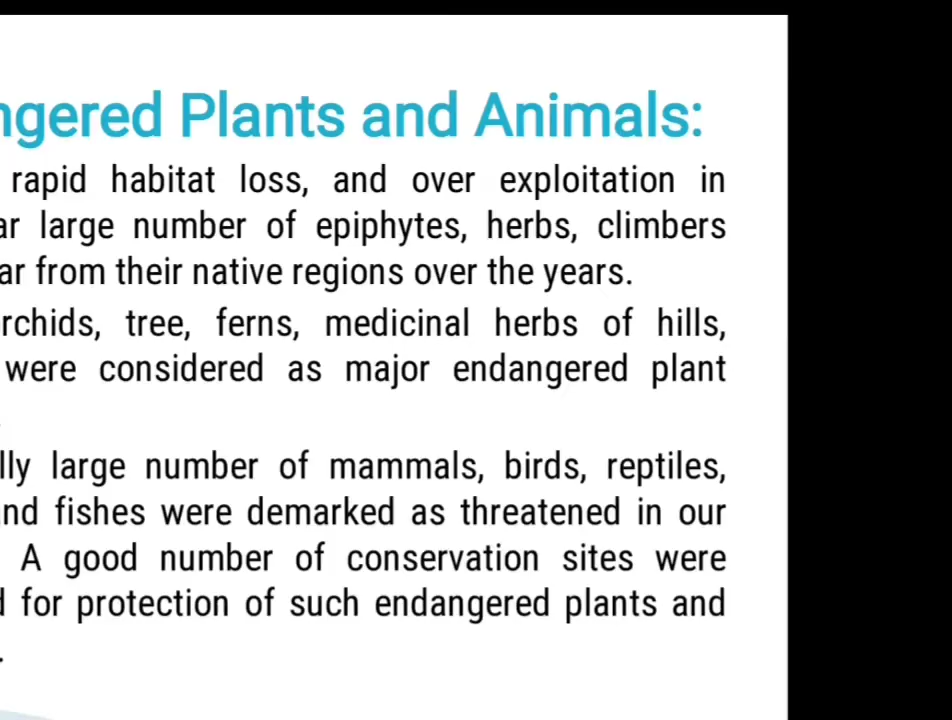 ngered Plants and Animals:
rapid habitat loss, and over exploitation in
ar large number of epiphytes, herbs, climbers
ar from their native regions over the years.
rchids, tree, ferns, medicinal herbs of hills,
were considered as major endangered plant
.
lly large number of mammals, birds, reptiles,
nd fishes were demarked as threatened in our
A good number of conservation sites were
d for protection of such endangered plants and
.